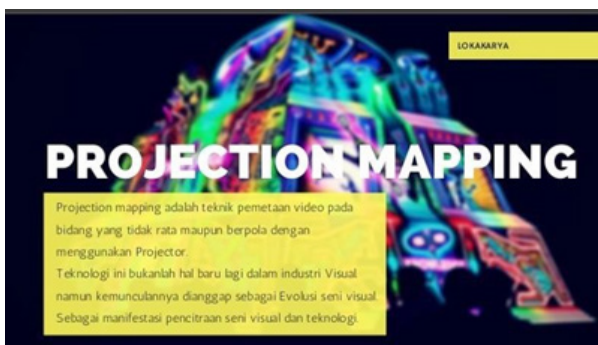 LOKAKARYA
PROJECTION MAPPING
Projection mapping adalah teknik pemetaan video pada
bidang yang tidak rata maupun berpola dengan
menggunakan Projector.
Teknologi ini bukanlah hal baru lagi dalam industri Visual
namun kemunculannya dianggap sebagai Evolusi seni visual.
Sebagai manifestasi pencitraan seni visual dan teknologi.